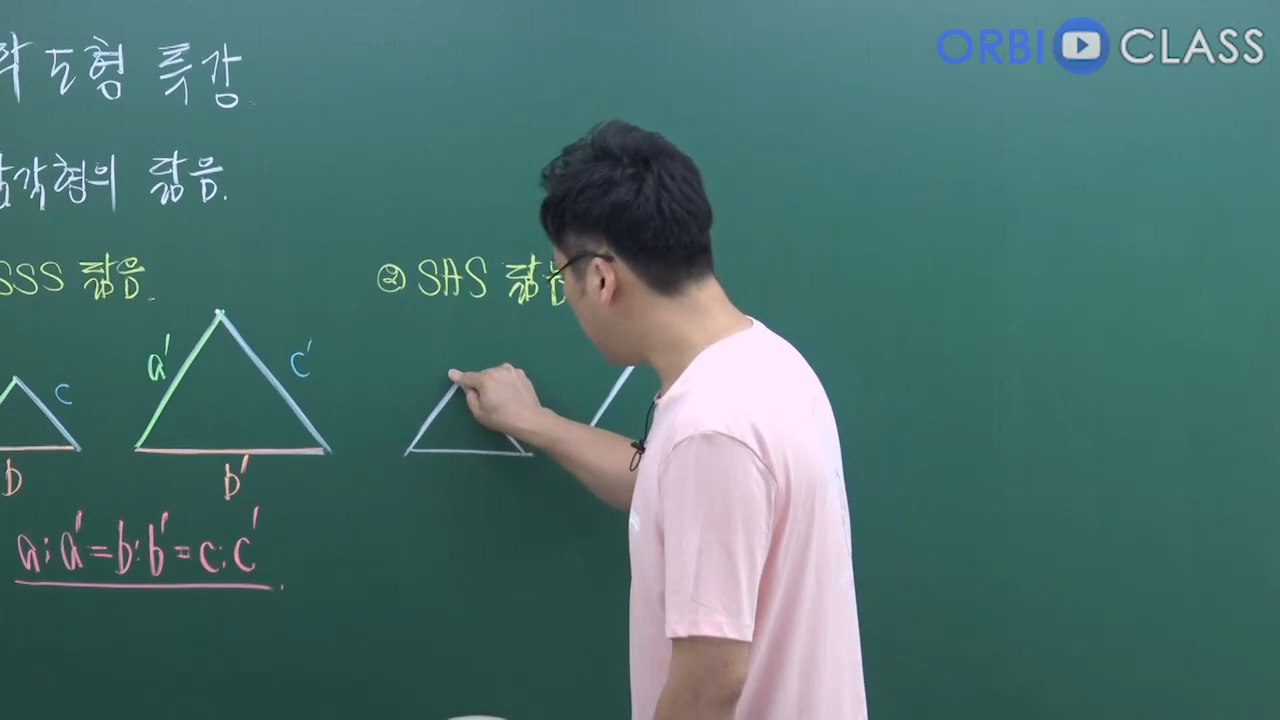 ORBI CLASS
도형 특강
삼각형의 닮음.
SSS 닮음.
② SAS 닮음
a'
c'
c
b
b'
a:a'=b:b'=c:c'